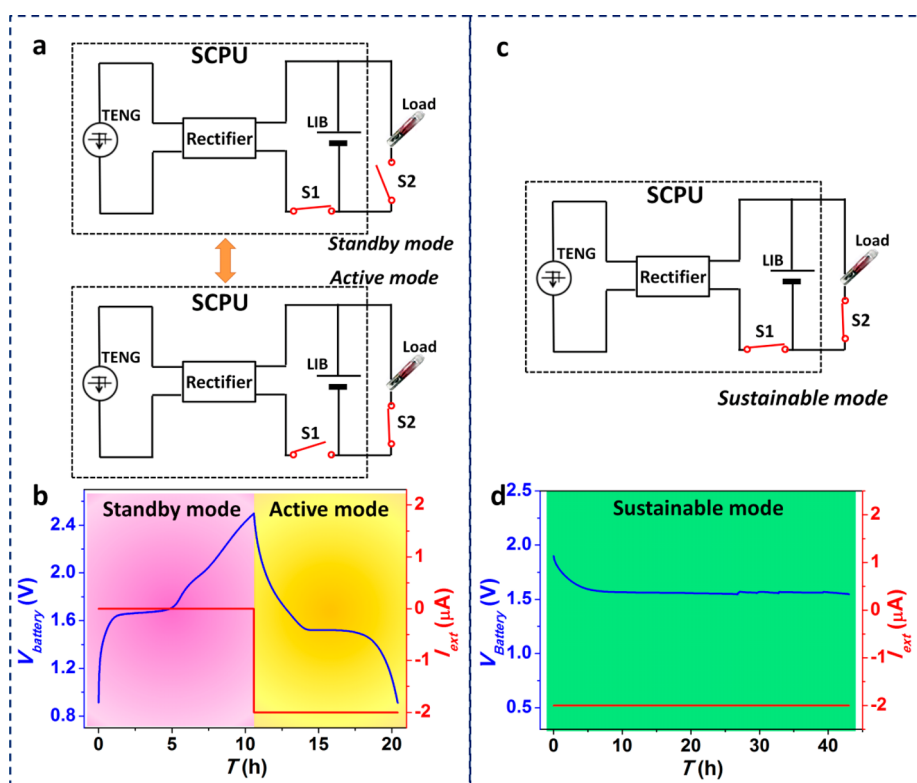 a
SCPU
TENG
Rectifier
LIB
Load
S1
S2
Standby mode
Active mode
SCPU
TENG
Rectifier
LIB
Load
S1
S2
b
Standby mode
Active mode
V_battery (V)
2.4
2.0
1.6
1.2
0.8
2
1
0
-1
-2
I_ext (μA)
0
5
10
15
20
T (h)
c
SCPU
TENG
Rectifier
LIB
Load
S1
S2
Sustainable mode
d
Sustainable mode
V_Battery (V)
2.5
2.0
1.5
1.0
0.5
2
1
0
-1
-2
I_ext (μA)
0
10
20
30
40
T (h)